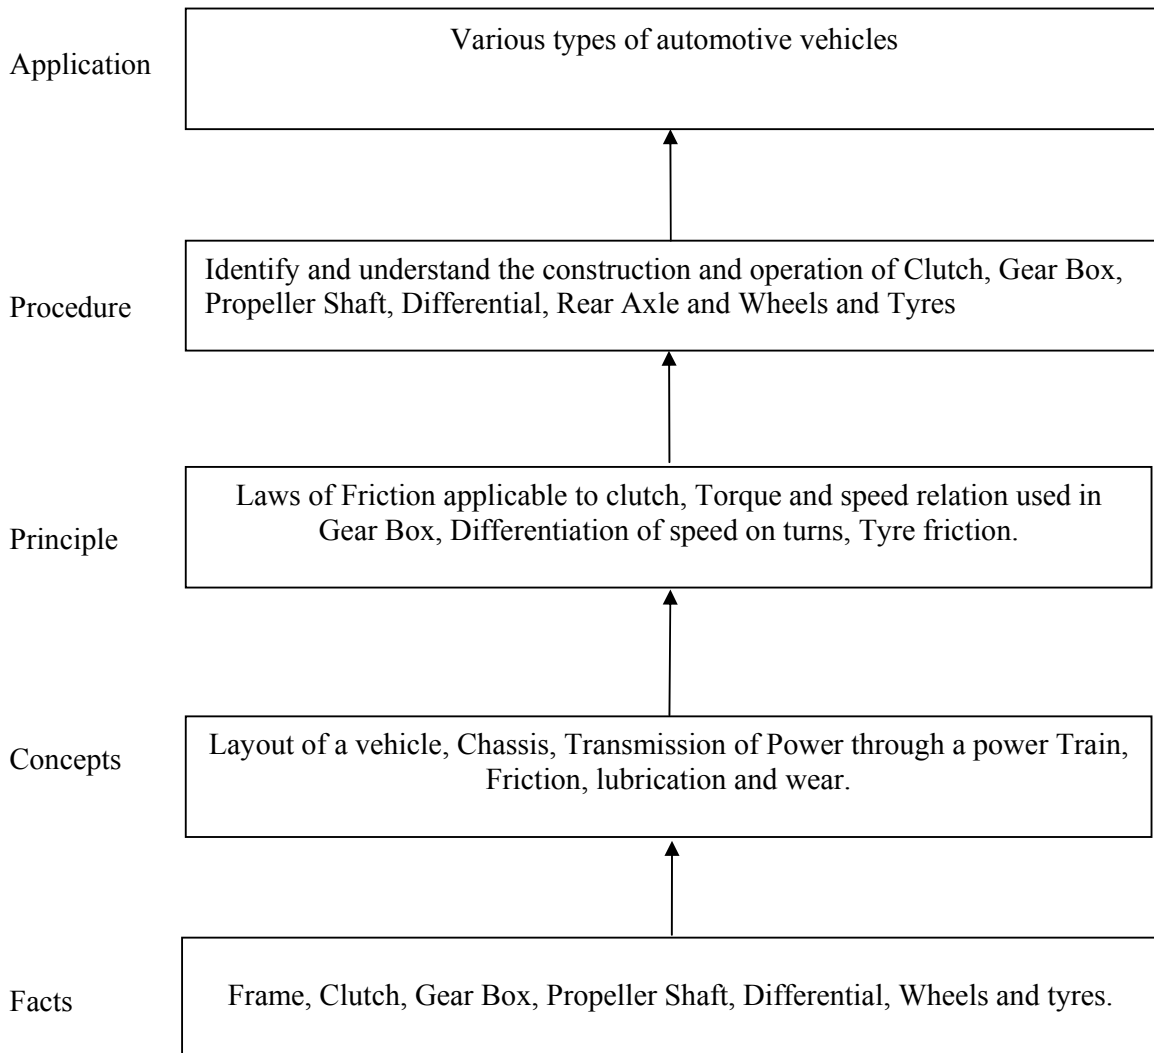 Application
Various types of automotive vehicles
Procedure
Identify and understand the construction and operation of Clutch, Gear Box,
Propeller Shaft, Differential, Rear Axle and Wheels and Tyres
Principle
Laws of Friction applicable to clutch, Torque and speed relation used in
Gear Box, Differentiation of speed on turns, Tyre friction.
Concepts
Layout of a vehicle, Chassis, Transmission of Power through a power Train,
Friction, lubrication and wear.
Facts
Frame, Clutch, Gear Box, Propeller Shaft, Differential, Wheels and tyres.